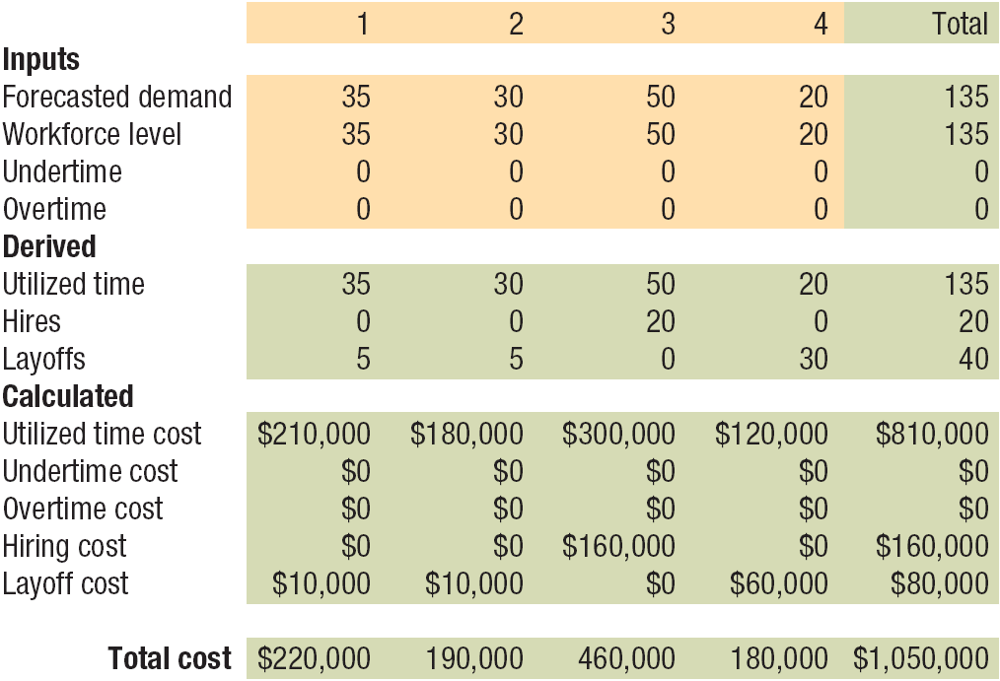 1 2 3 4 Total
Inputs
Forecasted demand 35 30 50 20 135
Workforce level 35 30 50 20 135
Undertime 0 0 0 0 0
Overtime 0 0 0 0 0
Derived
Utilized time 35 30 50 20 135
Hires 0 0 20 0 20
Layoffs 5 5 0 30 40
Calculated
Utilized time cost $210,000 $180,000 $300,000 $120,000 $810,000
Undertime cost $0 $0 $0 $0 $0
Overtime cost $0 $0 $0 $0 $0
Hiring cost $0 $0 $160,000 $0 $160,000
Layoff cost $10,000 $10,000 $0 $60,000 $80,000
Total cost $220,000 190,000 460,000 180,000 $1,050,000